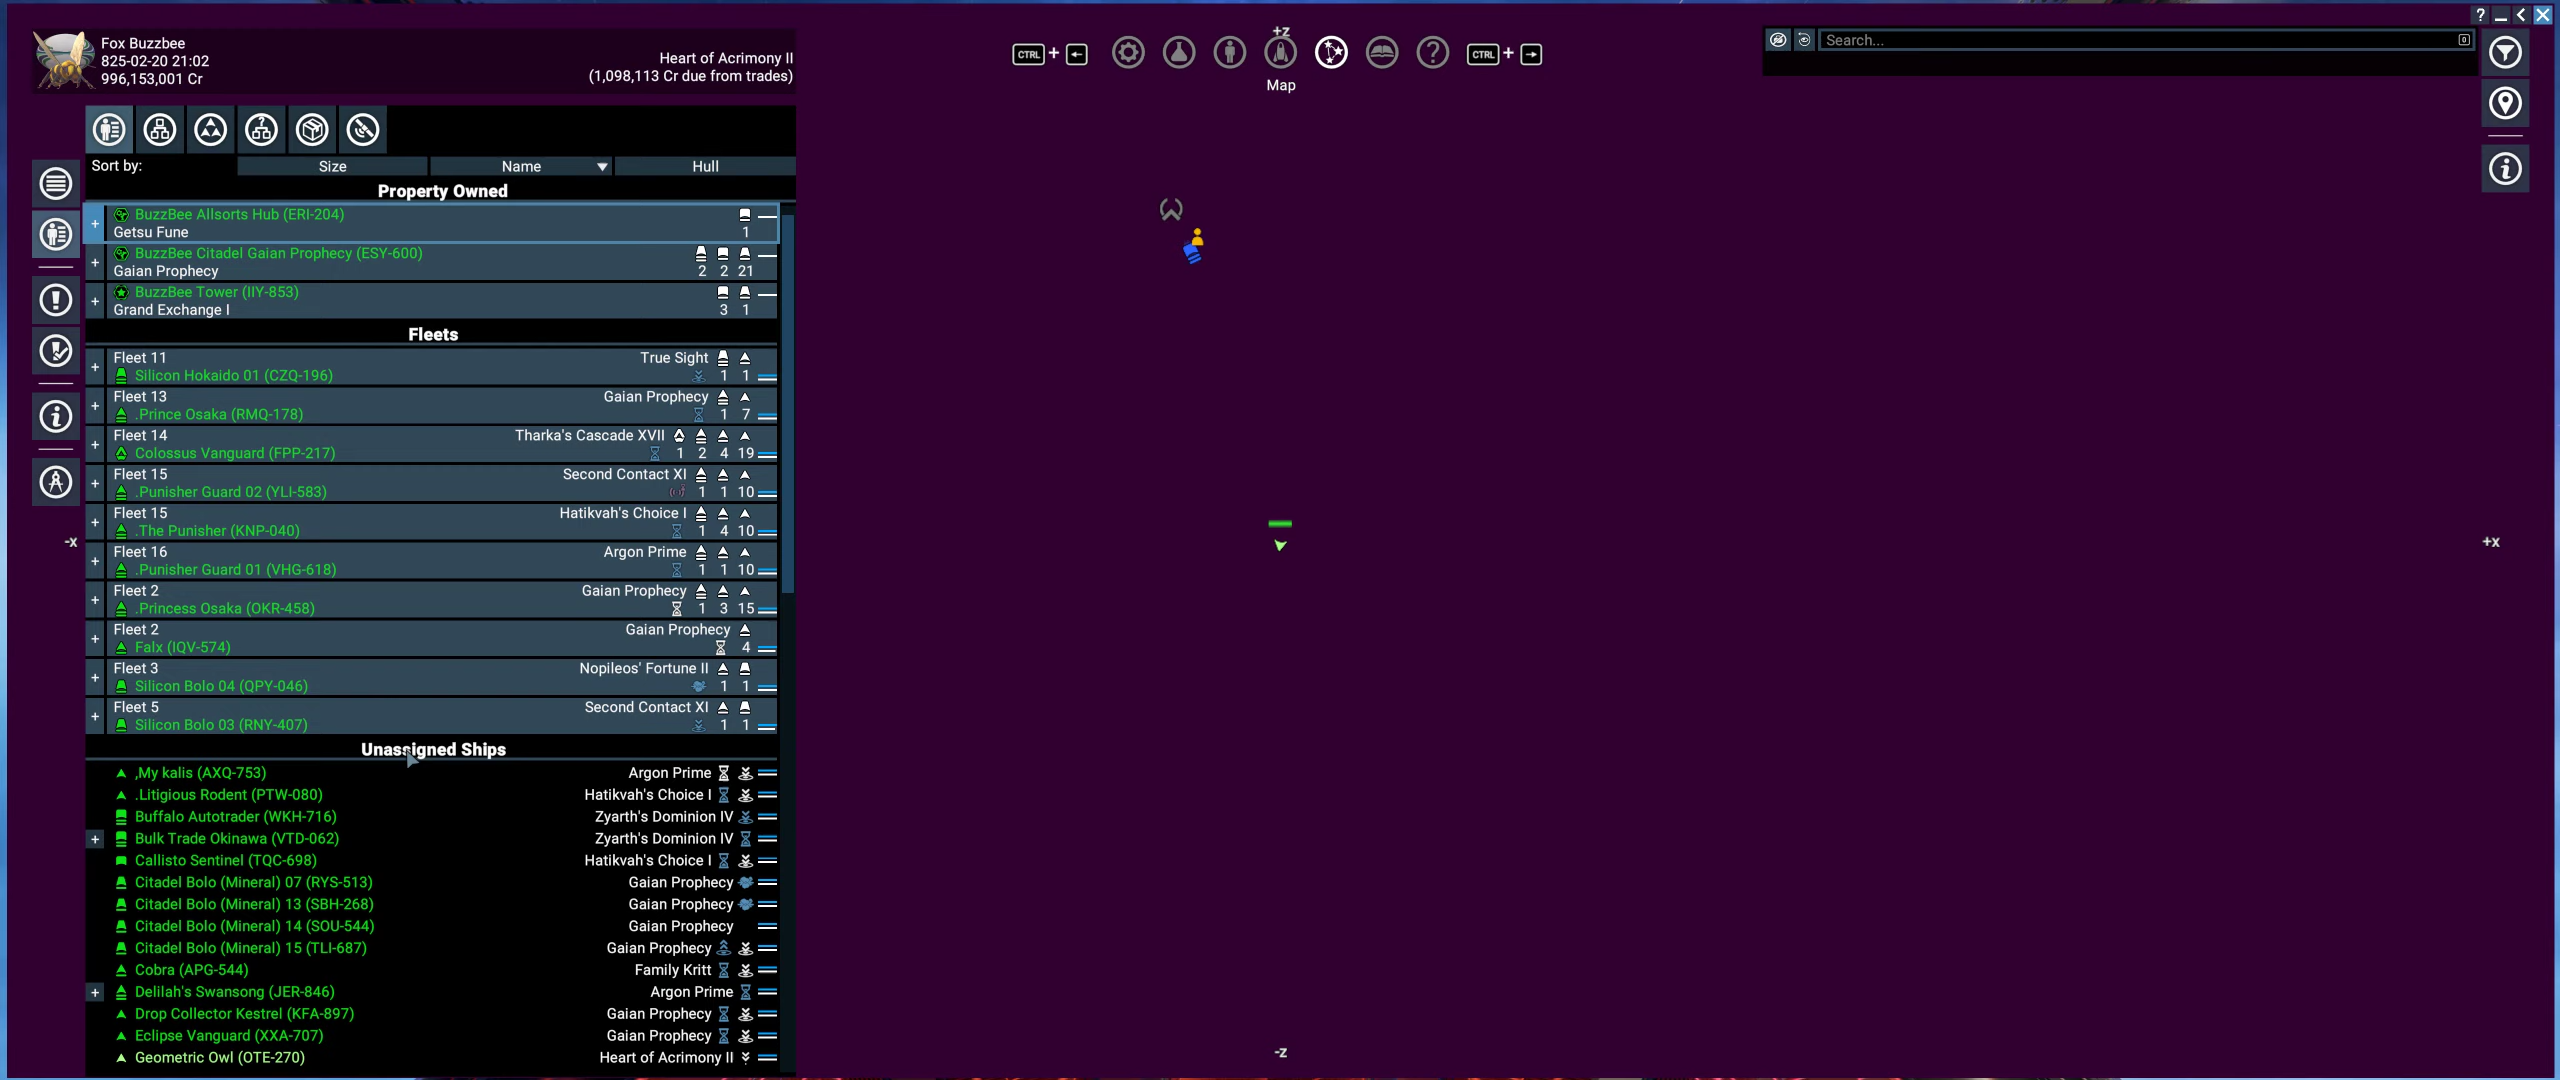 Fox Buzzbee
825-02-20 21:02
996,153,001 Cr
Heart of Acrimony II
(1,098,113 Cr due from trades)
CTRL +
+Z
CTRL +
Map
Search...
Sort by:
Size
Name
Hull
Property Owned
+ BuzzBee Allsorts Hub (ERI-204)
Getsu Fune 1
+ BuzzBee Citadel Gaian Prophecy (ESY-600)
Gaian Prophecy 2 2 21
+ BuzzBee Tower (IIY-853)
Grand Exchange I 3 1
Fleets
+ Fleet 11 True Sight
Silicon Hokaido 01 (CZQ-196) 1 1
+ Fleet 13 Gaian Prophecy
.Prince Osaka (RMQ-178) 1 7
+ Fleet 14 Tharka's Cascade XVII
Colossus Vanguard (FPP-217) 1 2 4 19
+ Fleet 15 Second Contact XI
.Punisher Guard 02 (YLI-583) 1 1 10
+ Fleet 15 Hatikvah's Choice I
.The Punisher (KNP-040) 1 4 10
+ Fleet 16 Argon Prime
.Punisher Guard 01 (VHG-618) 1 1 10
+ Fleet 2 Gaian Prophecy
.Princess Osaka (OKR-458) 1 3 15
+ Fleet 2 Gaian Prophecy
Falx (IQV-574) 4
+ Fleet 3 Nopileos' Fortune II
Silicon Bolo 04 (QPY-046) 1 1
+ Fleet 5 Second Contact XI
Silicon Bolo 03 (RNY-407) 1 1
Unassigned Ships
,My kalis (AXQ-753) Argon Prime
.Litigious Rodent (PTW-080) Hatikvah's Choice I
Buffalo Autotrader (WKH-716) Zyarth's Dominion IV
+ Bulk Trade Okinawa (VTD-062) Zyarth's Dominion IV
Callisto Sentinel (TQC-698) Hatikvah's Choice I
Citadel Bolo (Mineral) 07 (RYS-513) Gaian Prophecy
Citadel Bolo (Mineral) 13 (SBH-268) Gaian Prophecy
Citadel Bolo (Mineral) 14 (SOU-544) Gaian Prophecy
Citadel Bolo (Mineral) 15 (TLI-687) Gaian Prophecy
Cobra (APG-544) Family Kritt
+ Delilah's Swansong (JER-846) Argon Prime
Drop Collector Kestrel (KFA-897) Gaian Prophecy
Eclipse Vanguard (XXA-707) Gaian Prophecy
Geometric Owl (OTE-270) Heart of Acrimony II
-X
+X
-Z